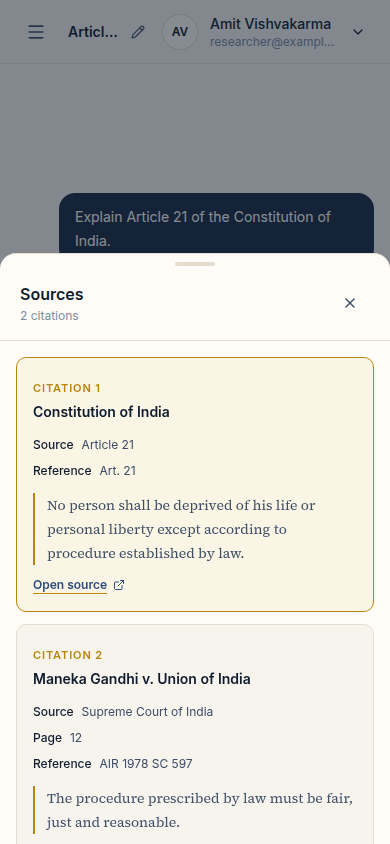 Articl...
AV
Amit Vishvakarma
researcher@exampl...
Explain Article 21 of the Constitution of
India.
Sources
2 citations
CITATION 1
Constitution of India
Source Article 21
Reference Art. 21
No person shall be deprived of his life or
personal liberty except according to
procedure established by law.
Open source
CITATION 2
Maneka Gandhi v. Union of India
Source Supreme Court of India
Page 12
Reference AIR 1978 SC 597
The procedure prescribed by law must be fair,
just and reasonable.